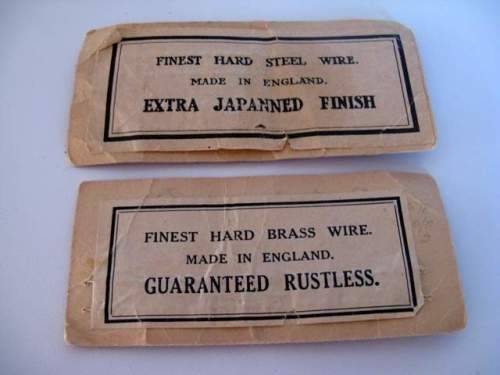 FINEST HARD STEEL WIRE.
MADE IN ENGLAND.
EXTRA JAPANNED FINISH
FINEST HARD BRASS WIRE.
MADE IN ENGLAND.
GUARANTEED RUSTLESS.